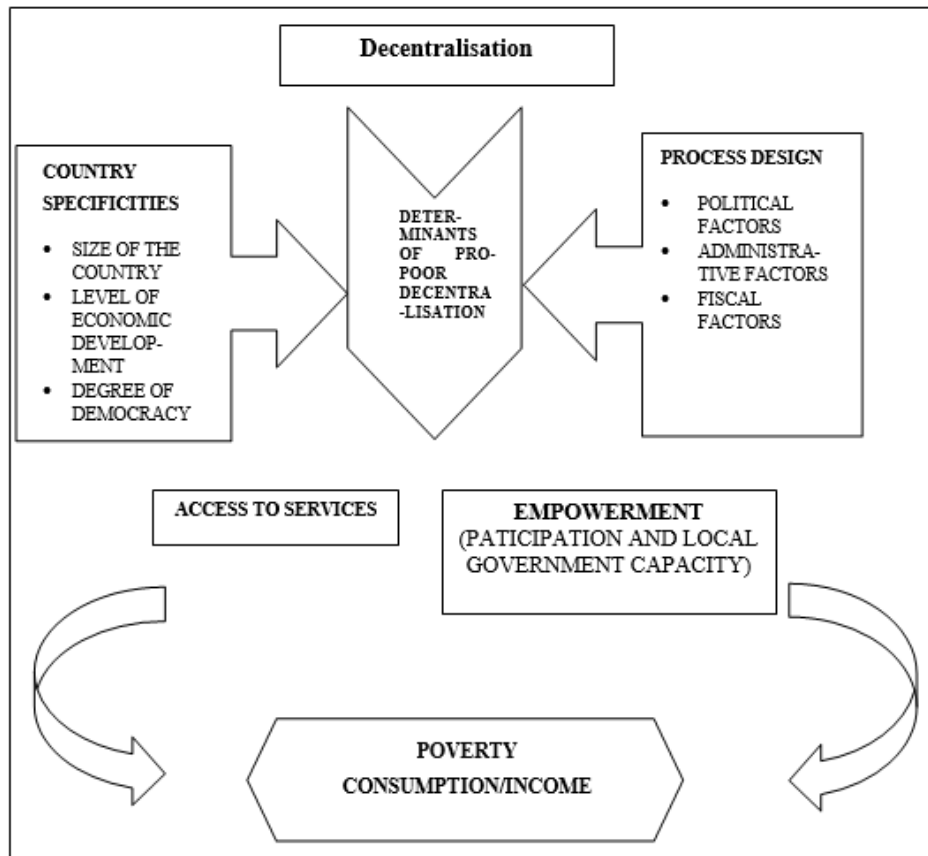 Decentralisation
COUNTRY
SPECIFICITIES
• SIZE OF THE
COUNTRY
• LEVEL OF
ECONOMIC
DEVELOP-
MENT
• DEGREE OF
DEMOCRACY
DETER-
MINANTS
OF PRO-
POOR
DECENTRA
-LISATION
PROCESS DESIGN
• POLITICAL
FACTORS
• ADMINISTRA-
TIVE FACTORS
• FISCAL
FACTORS
ACCESS TO SERVICES
EMPOWERMENT
(PATICIPATION AND LOCAL
GOVERNMENT CAPACITY)
POVERTY
CONSUMPTION/INCOME